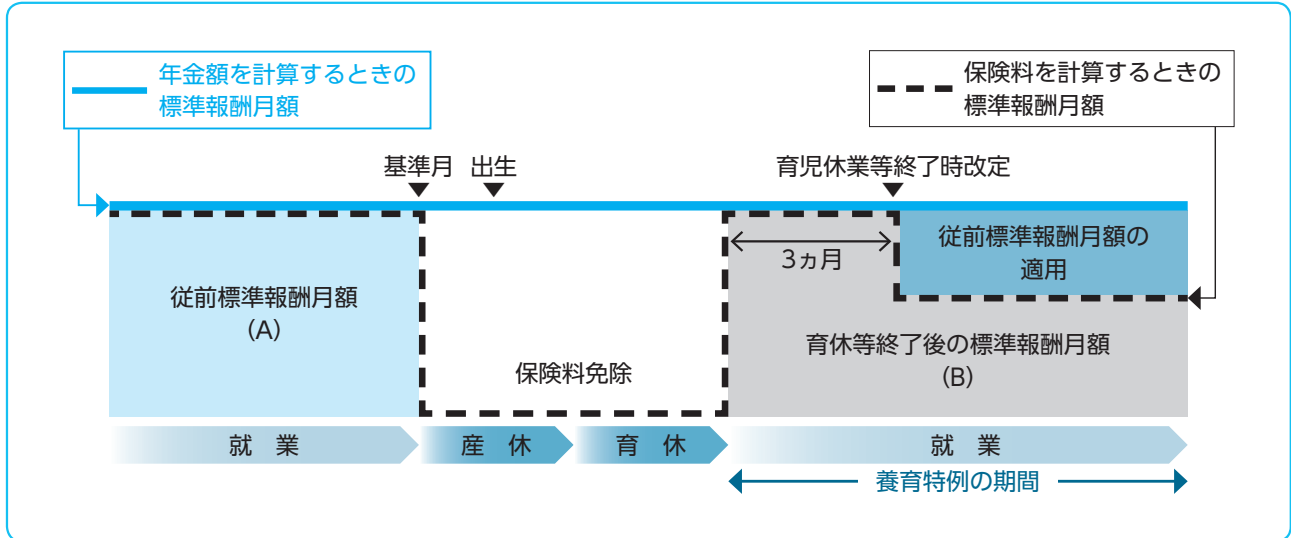 年金額を計算するときの
標準報酬月額
保険料を計算するときの
標準報酬月額
基準月 出生
育児休業等終了時改定
3ヵ月
従前標準報酬月額の
適用
従前標準報酬月額
(A)
育休等終了後の標準報酬月額
(B)
保険料免除
就 業
産 休
育 休
就 業
養育特例の期間